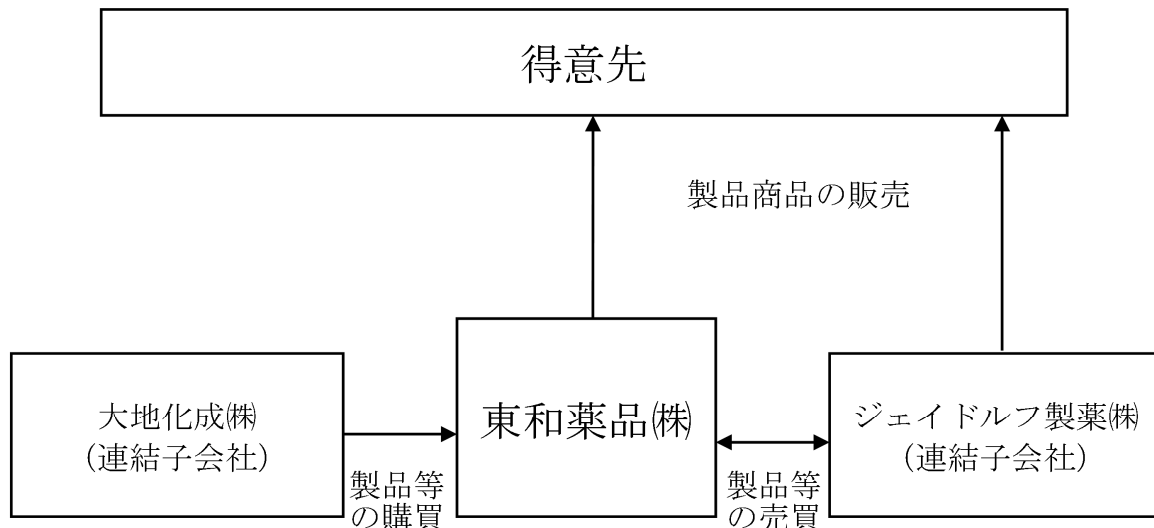 得意先
製品商品の販売
大地化成㈱
(連結子会社)
東和薬品㈱
ジェイドルフ製薬㈱
(連結子会社)
製品等
の購買
製品等
の売買